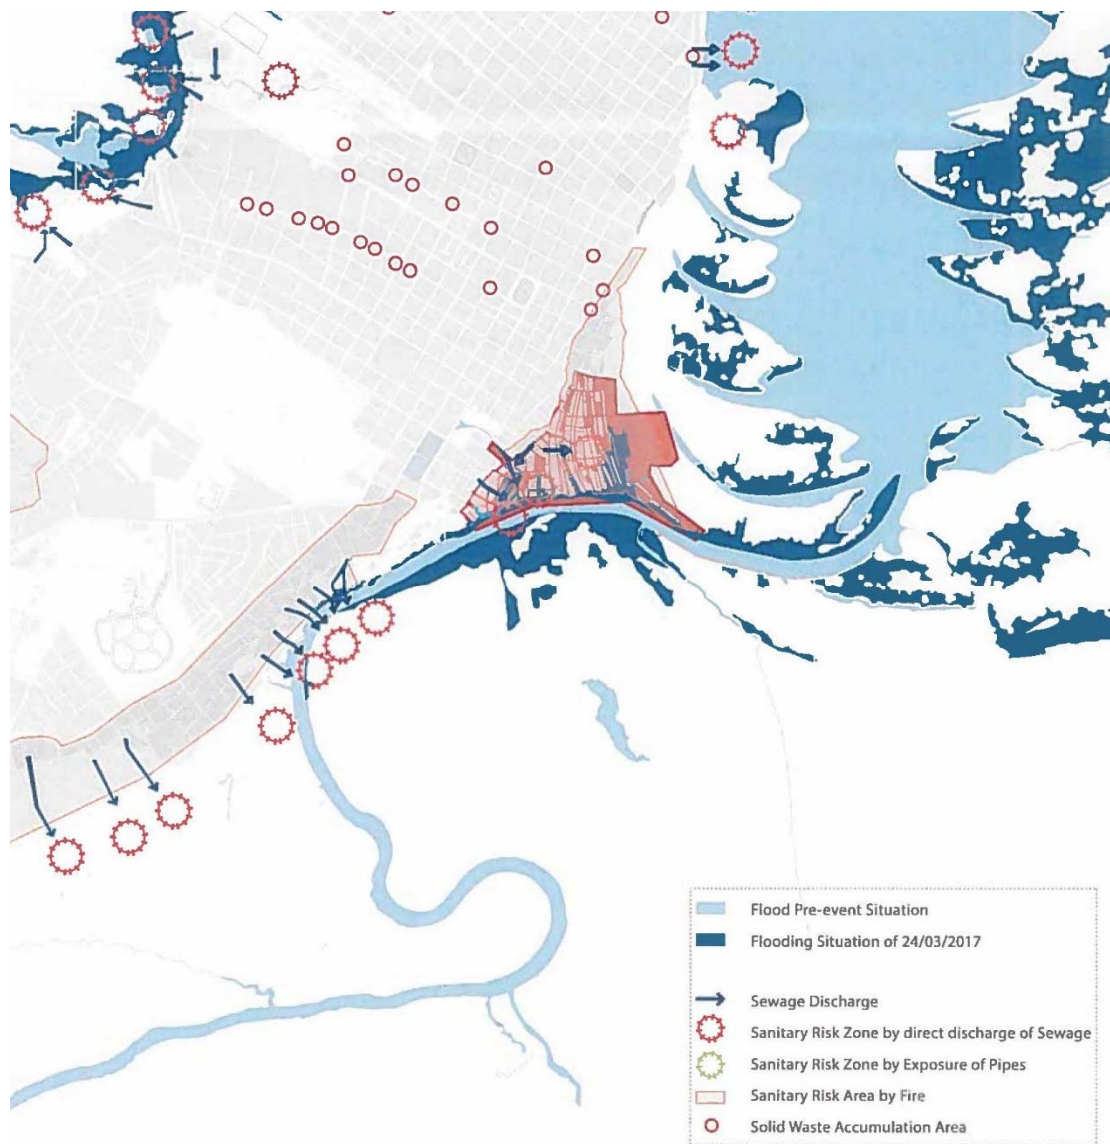 Flood Pre-event Situation
Flooding Situation of 24/03/2017
Sewage Discharge
Sanitary Risk Zone by direct discharge of Sewage
Sanitary Risk Zone by Exposure of Pipes
Sanitary Risk Area by Fire
Solid Waste Accumulation Area